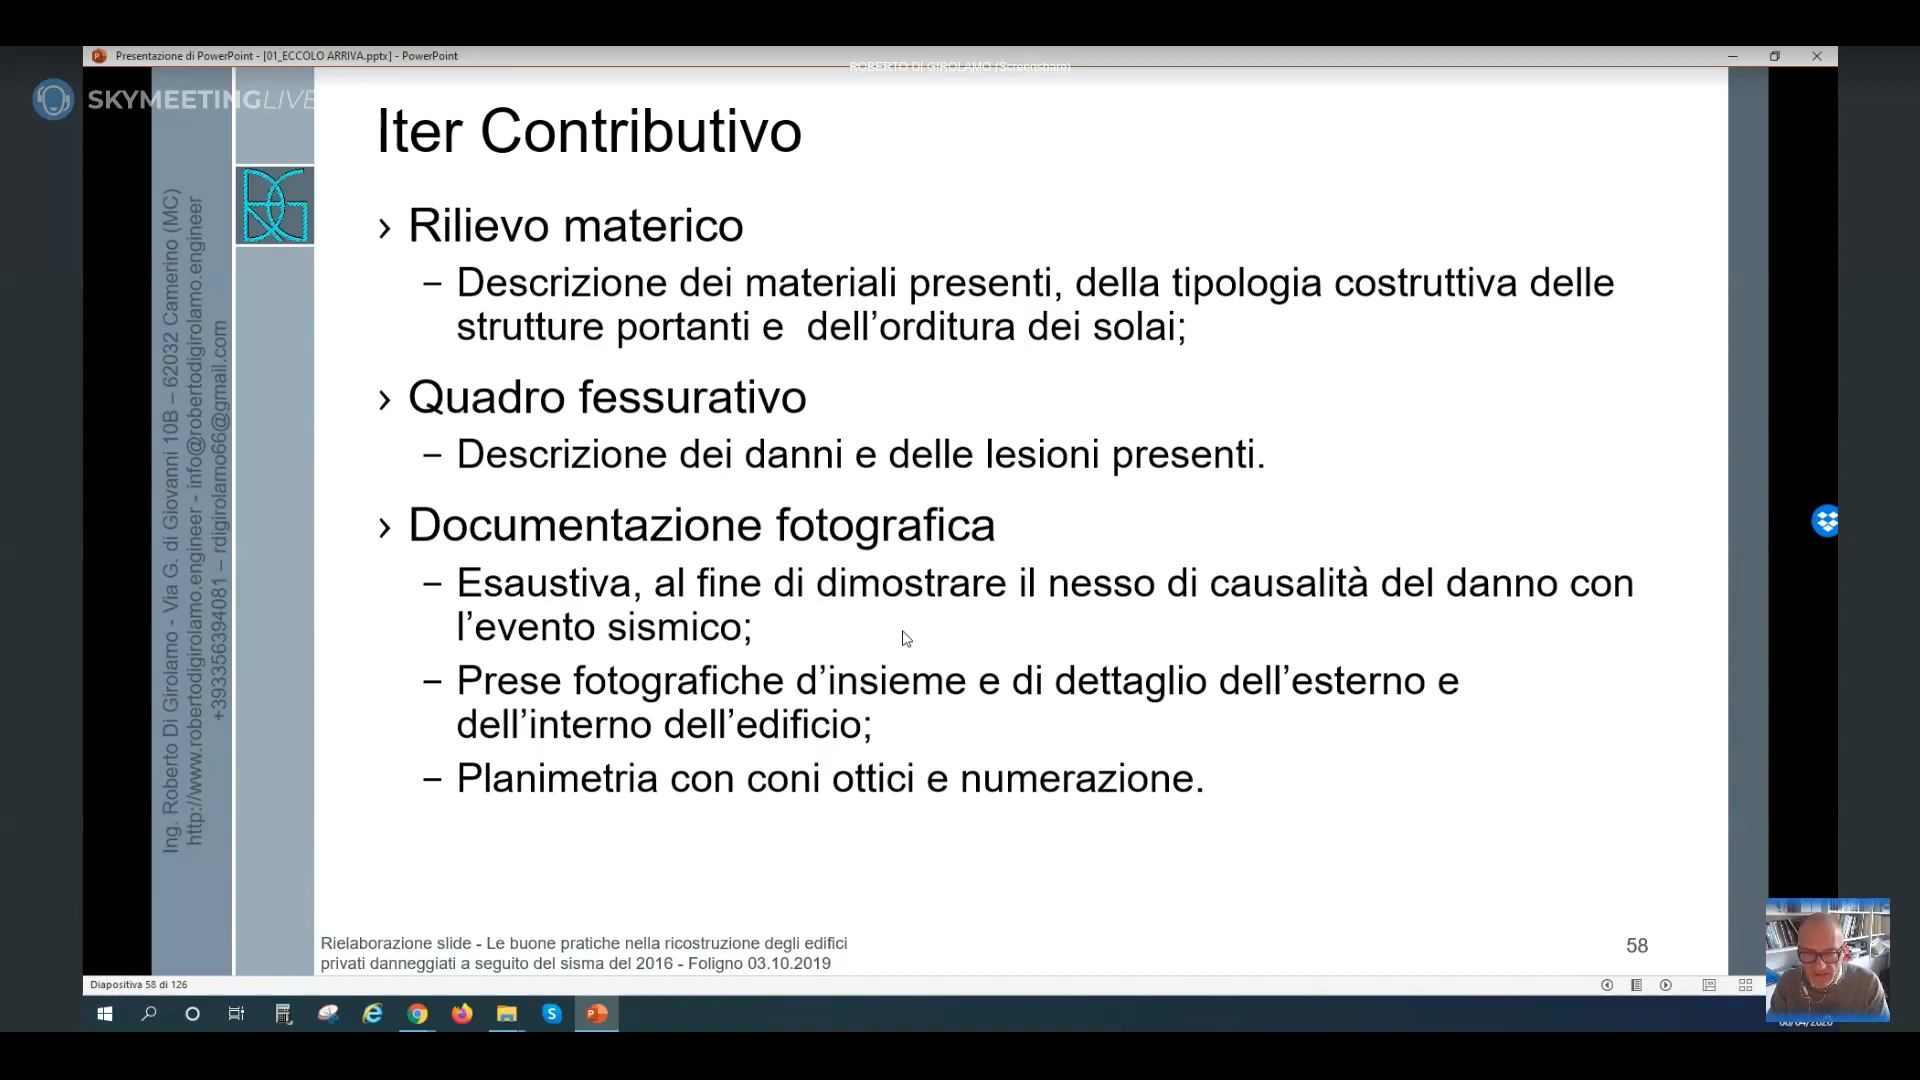 Presentazione di PowerPoint - [01_ECCOLO ARRIVA.pptx] - PowerPoint
ROBERTO DI GIROLAMO (Screenshare)
SKYMEETINGLIVE
Ing. Roberto Di Girolamo - Via G. di Giovanni 10B – 62032 Camerino (MC)
http://www.robertodigirolamo.engineer - info@robertodigirolamo.engineer
+393356394081 – rdigirolamo66@gmail.com
Iter Contributivo
› Rilievo materico
– Descrizione dei materiali presenti, della tipologia costruttiva delle
strutture portanti e dell’orditura dei solai;
› Quadro fessurativo
– Descrizione dei danni e delle lesioni presenti.
› Documentazione fotografica
– Esaustiva, al fine di dimostrare il nesso di causalità del danno con
l’evento sismico;
– Prese fotografiche d’insieme e di dettaglio dell’esterno e
dell’interno dell’edificio;
– Planimetria con coni ottici e numerazione.
Rielaborazione slide - Le buone pratiche nella ricostruzione degli edifici
privati danneggiati a seguito del sisma del 2016 - Foligno 03.10.2019
58
Diapositiva 58 di 126